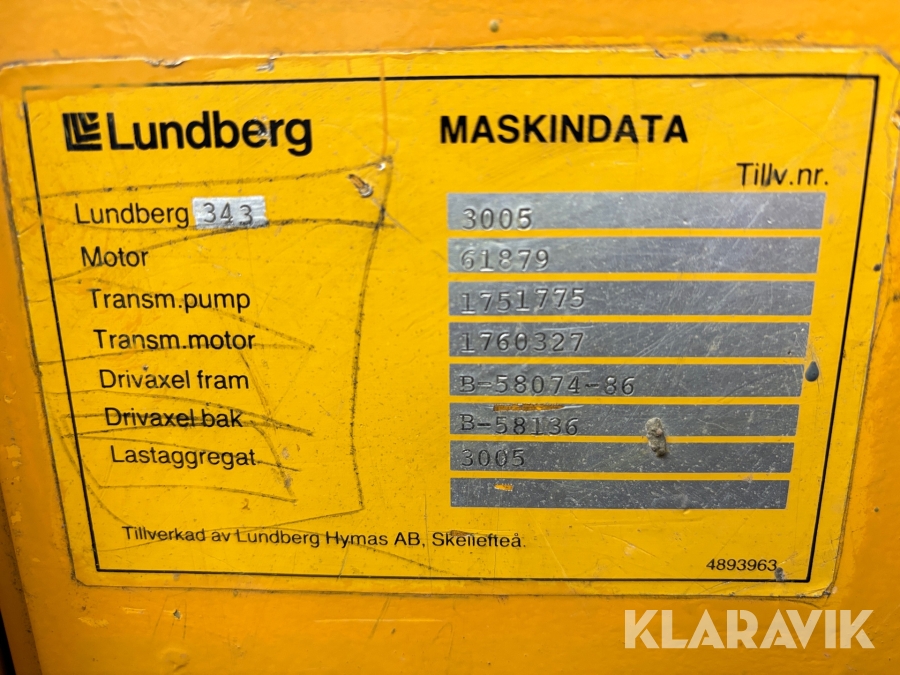 Lundberg MASKINDATA
Tillv.nr.
Lundberg 343 3005
Motor 61879
Transm.pump 1751775
Transm.motor 1760327
Drivaxel fram B-58074-86
Drivaxel bak B-58136
Lastaggregat 3005
Tillverkad av Lundberg Hymas AB, Skellefteå.
4893963
KLARAVIK